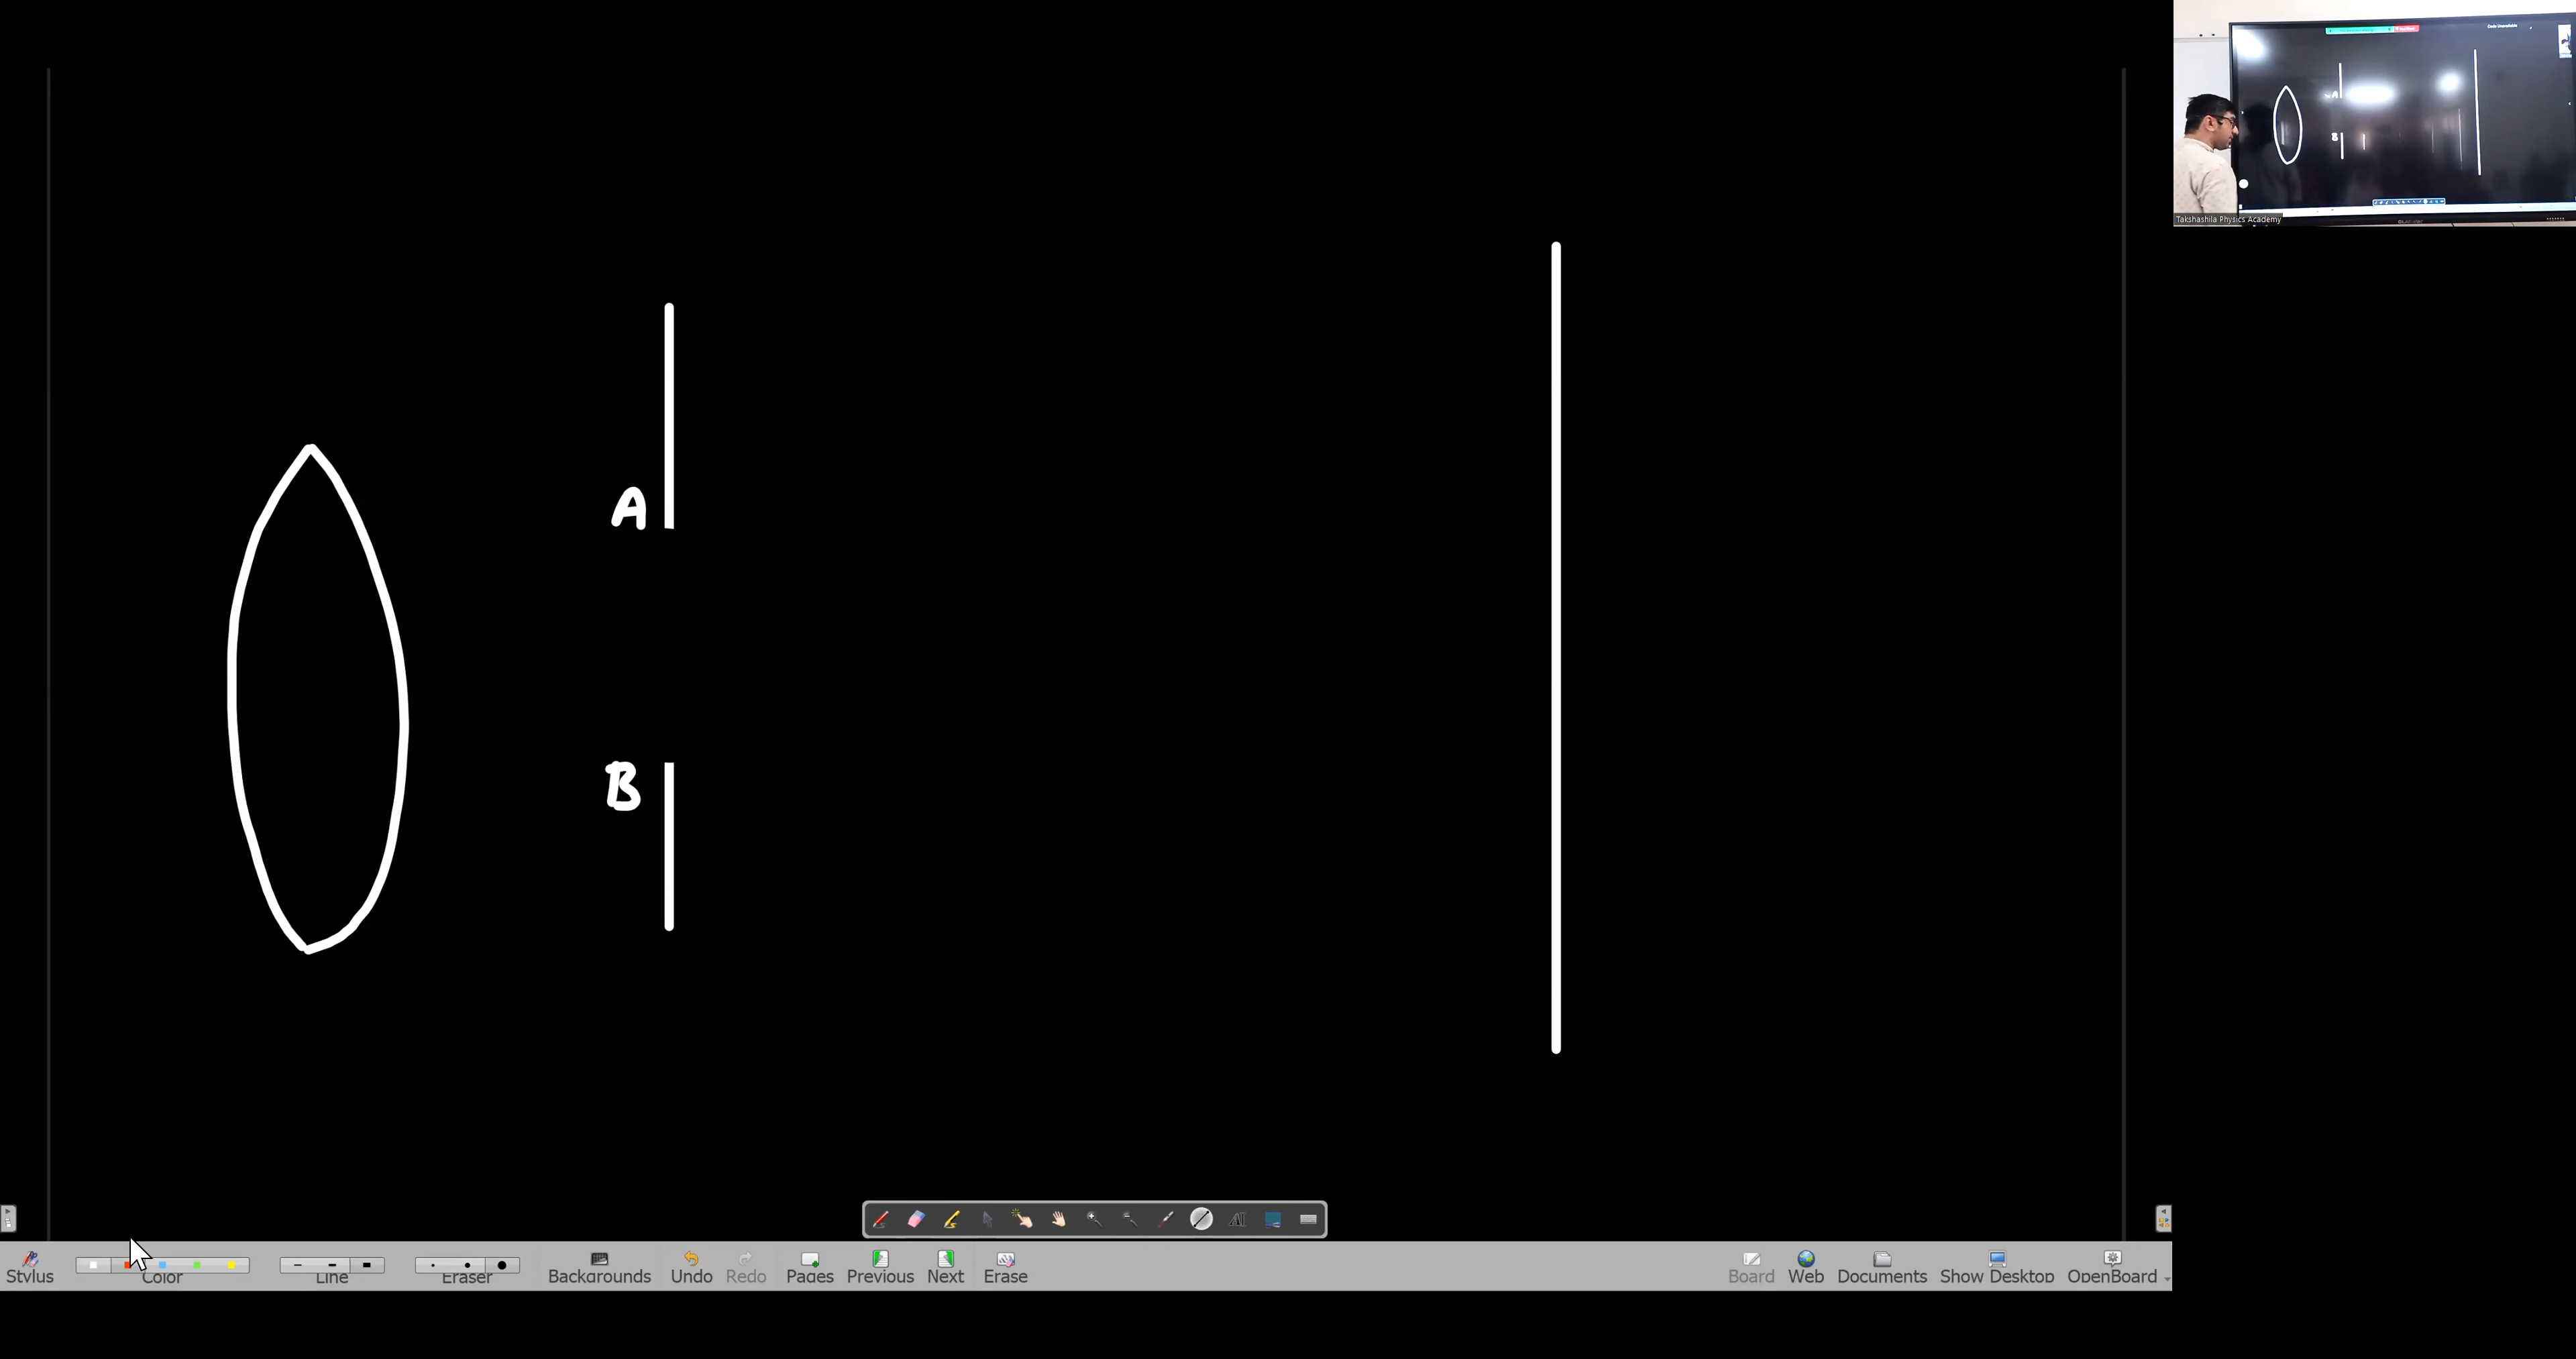 A
B
Takshashila Physics Academy
Stylus
Color
Line
Eraser
Backgrounds
Undo
Redo
Pages
Previous
Next
Erase
Board
Web
Documents
Show Desktop
OpenBoard